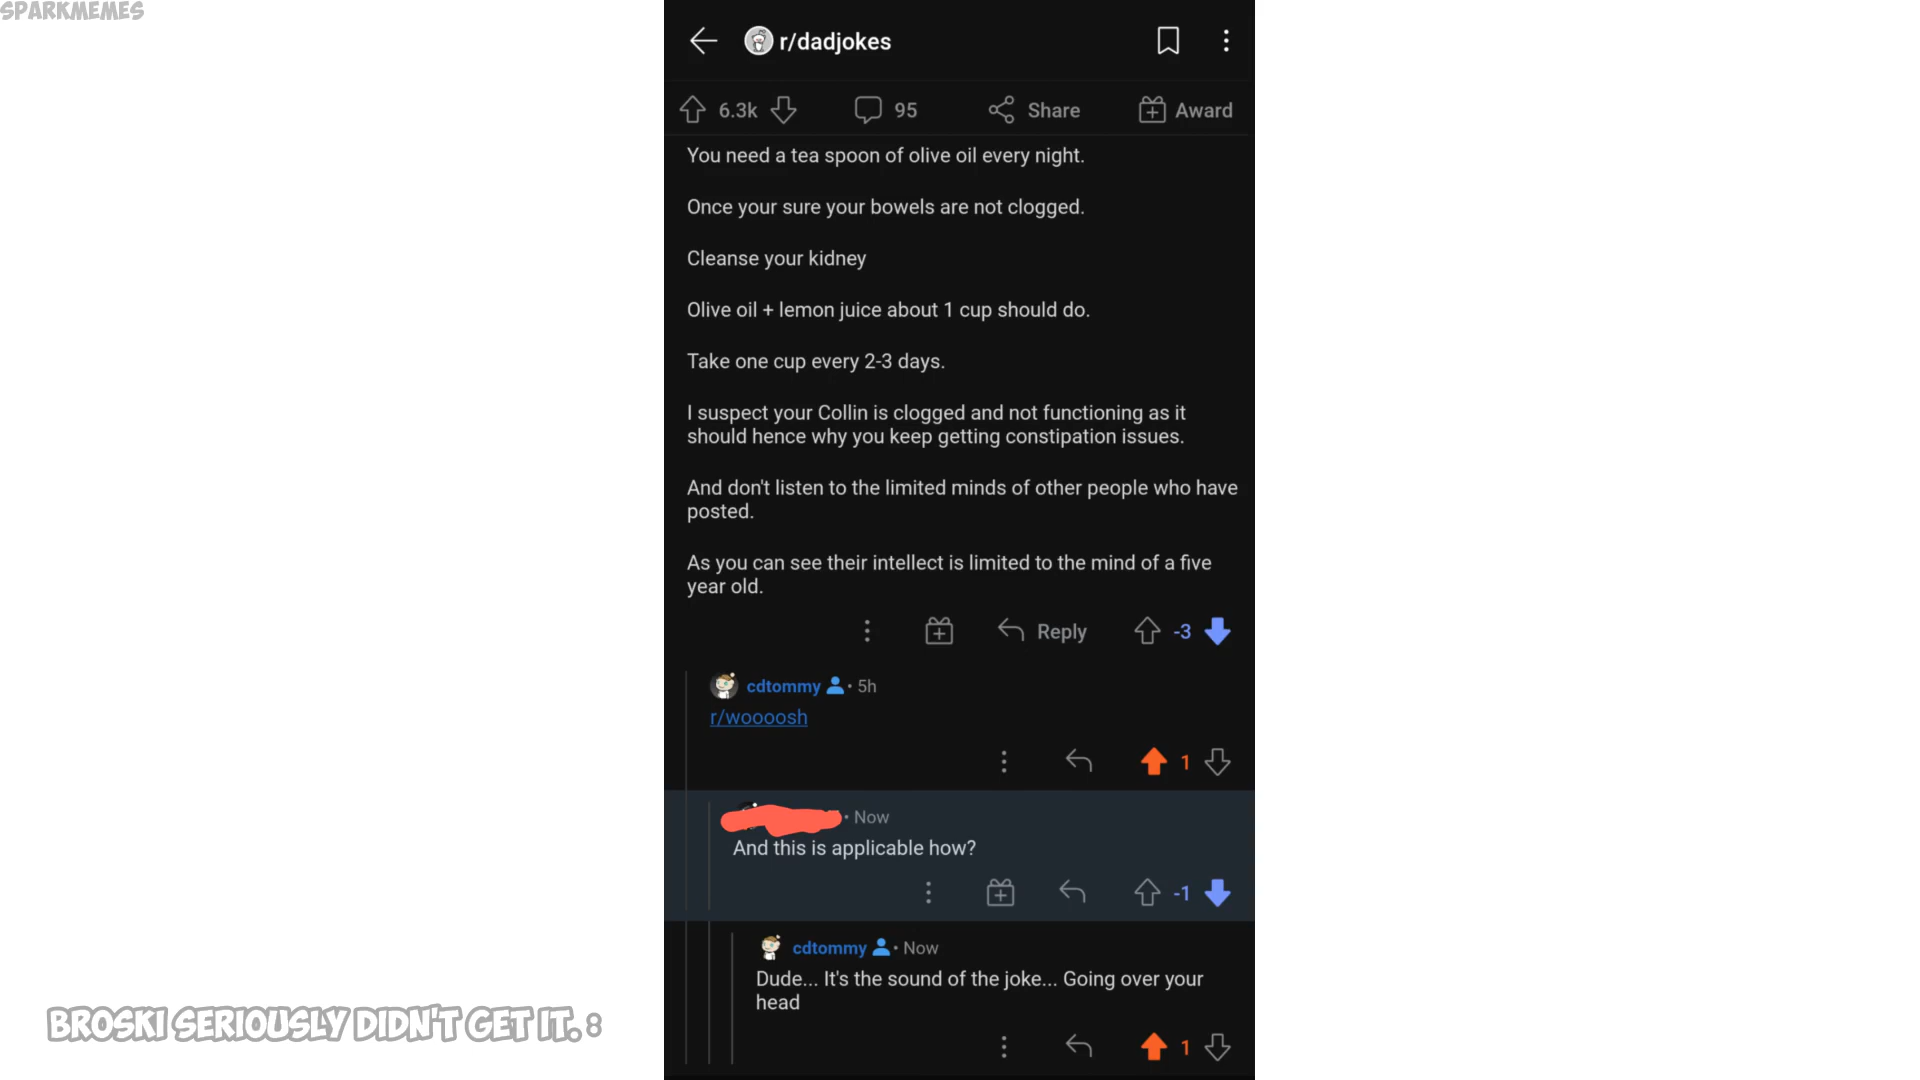 SPARKMEMES
r/dadjokes
6.3k
95
Share
Award
You need a tea spoon of olive oil every night.
Once your sure your bowels are not clogged.
Cleanse your kidney
Olive oil + lemon juice about 1 cup should do.
Take one cup every 2-3 days.
I suspect your Collin is clogged and not functioning as it
should hence why you keep getting constipation issues.
And don't listen to the limited minds of other people who have
posted.
As you can see their intellect is limited to the mind of a five
year old.
Reply
-3
cdtommy • 5h
r/woooosh
1
• Now
And this is applicable how?
-1
cdtommy • Now
Dude... It's the sound of the joke... Going over your
head
1
BROSKI SERIOUSLY DIDN'T GET IT. 8